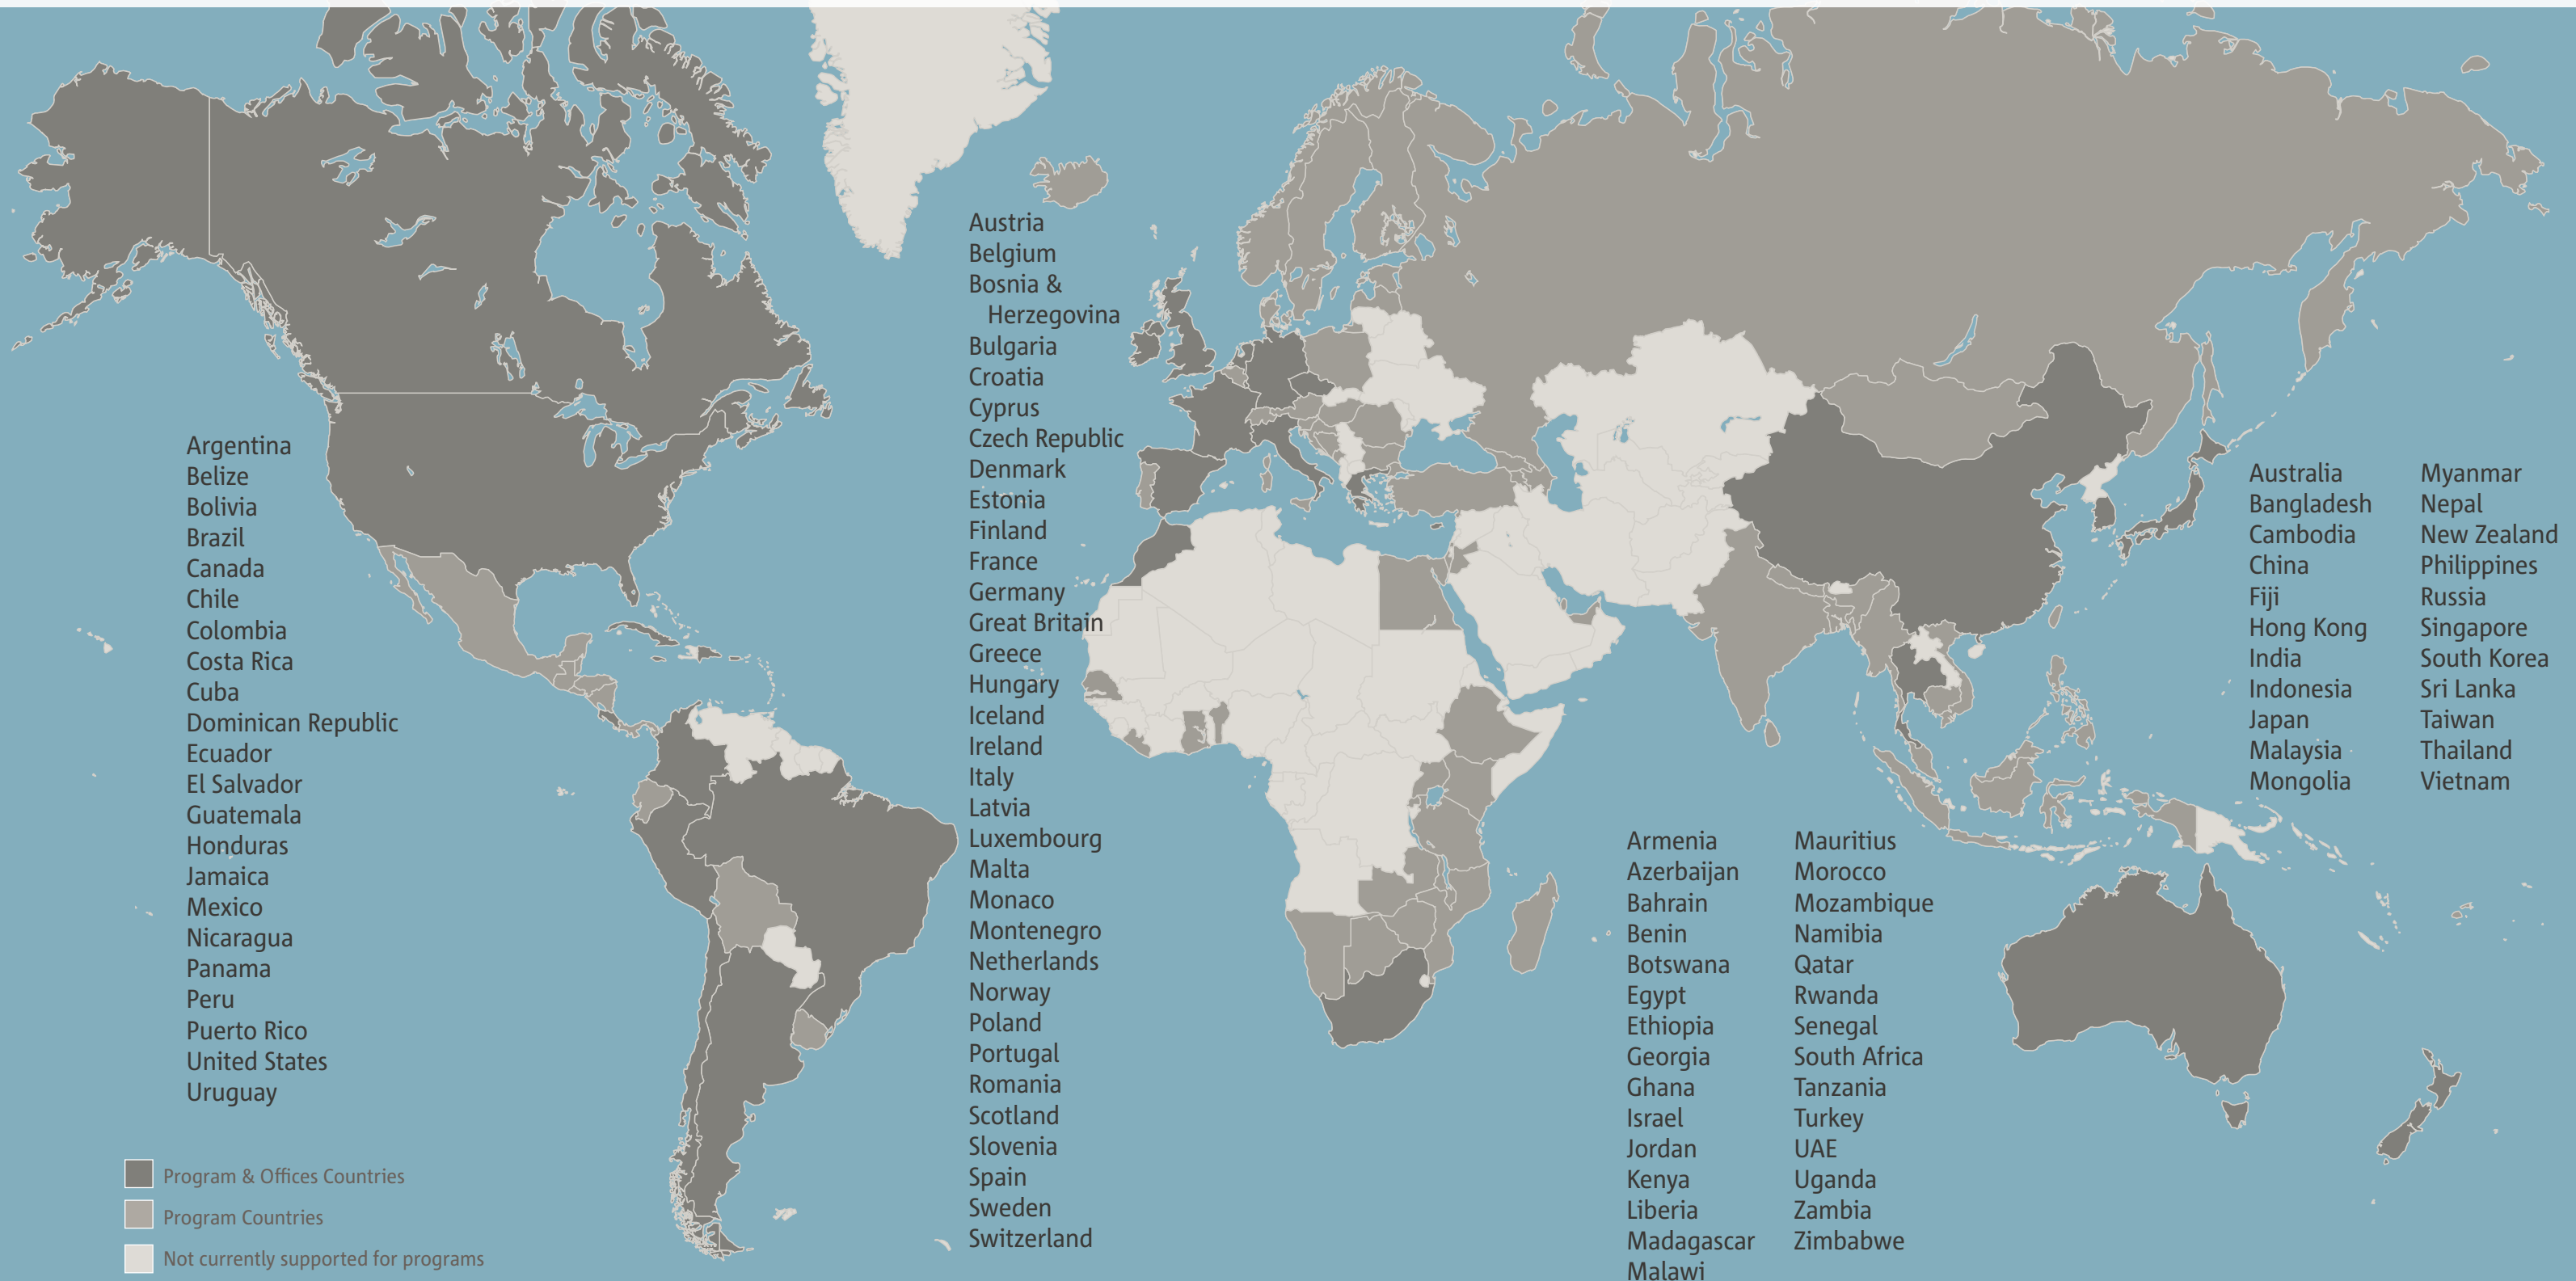 Argentina
Belize
Bolivia
Brazil
Canada
Chile
Colombia
Costa Rica
Cuba
Dominican Republic
Ecuador
El Salvador
Guatemala
Honduras
Jamaica
Mexico
Nicaragua
Panama
Peru
Puerto Rico
United States
Uruguay
Program & Offices Countries
Program Countries
Not currently supported for programs
Austria
Belgium
Bosnia &
Herzegovina
Bulgaria
Croatia
Cyprus
Czech Republic
Denmark
Estonia
Finland
France
Germany
Great Britain
Greece
Hungary
Iceland
Ireland
Italy
Latvia
Luxembourg
Malta
Monaco
Montenegro
Netherlands
Norway
Poland
Portugal
Romania
Scotland
Slovenia
Spain
Sweden
Switzerland
Armenia
Azerbaijan
Bahrain
Benin
Botswana
Egypt
Ethiopia
Georgia
Ghana
Israel
Jordan
Kenya
Liberia
Madagascar
Malawi
Mauritius
Morocco
Mozambique
Namibia
Qatar
Rwanda
Senegal
South Africa
Tanzania
Turkey
UAE
Uganda
Zambia
Zimbabwe
Australia
Bangladesh
Cambodia
China
Fiji
Hong Kong
India
Indonesia
Japan
Malaysia
Mongolia
Myanmar
Nepal
New Zealand
Philippines
Russia
Singapore
South Korea
Sri Lanka
Taiwan
Thailand
Vietnam